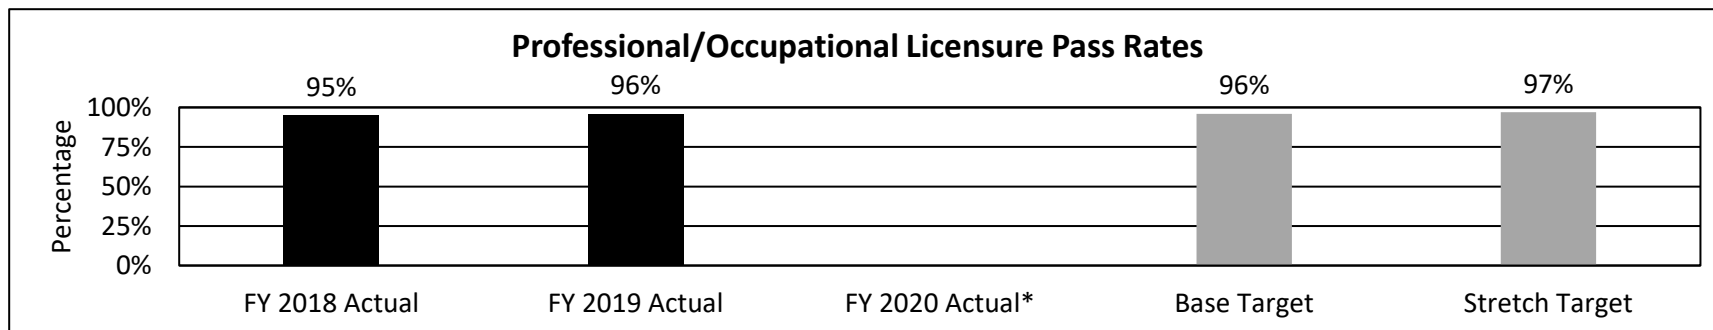 Professional/Occupational Licensure Pass Rates
95% 96% 96% 97%
Percentage
100%
75%
50%
25%
0%
FY 2018 Actual FY 2019 Actual FY 2020 Actual* Base Target Stretch Target